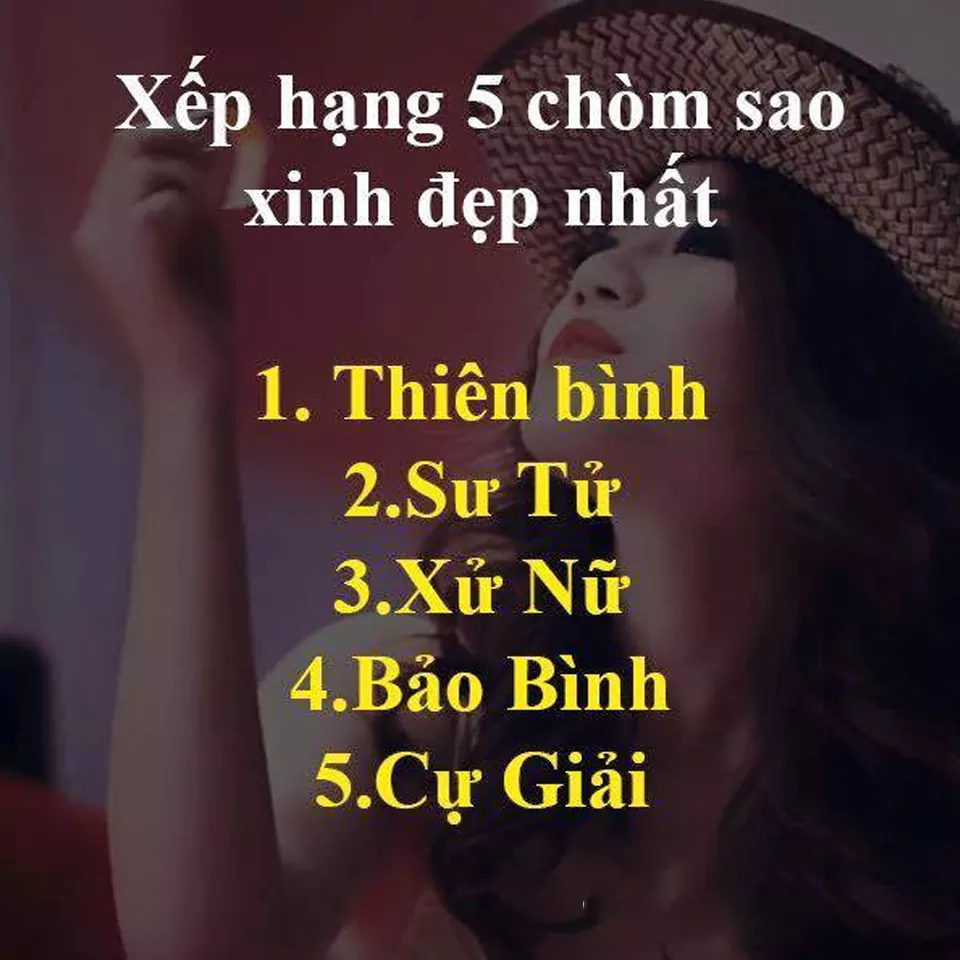 Xếp hạng 5 chòm sao
xinh đẹp nhất
1. Thiên bình
2.Sư Tử
3.Xử Nữ
4.Bảo Bình
5.Cự Giải